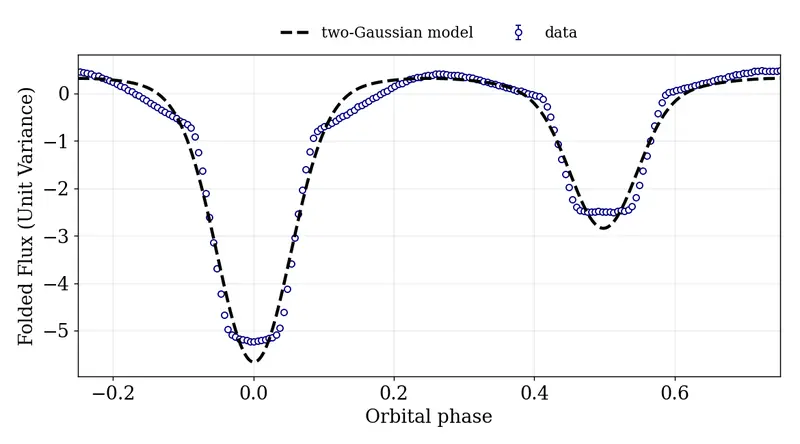 two-Gaussian model
data
Folded Flux (Unit Variance)
0
−1
−2
−3
−4
−5
−0.2
0.0
0.2
0.4
0.6
Orbital phase